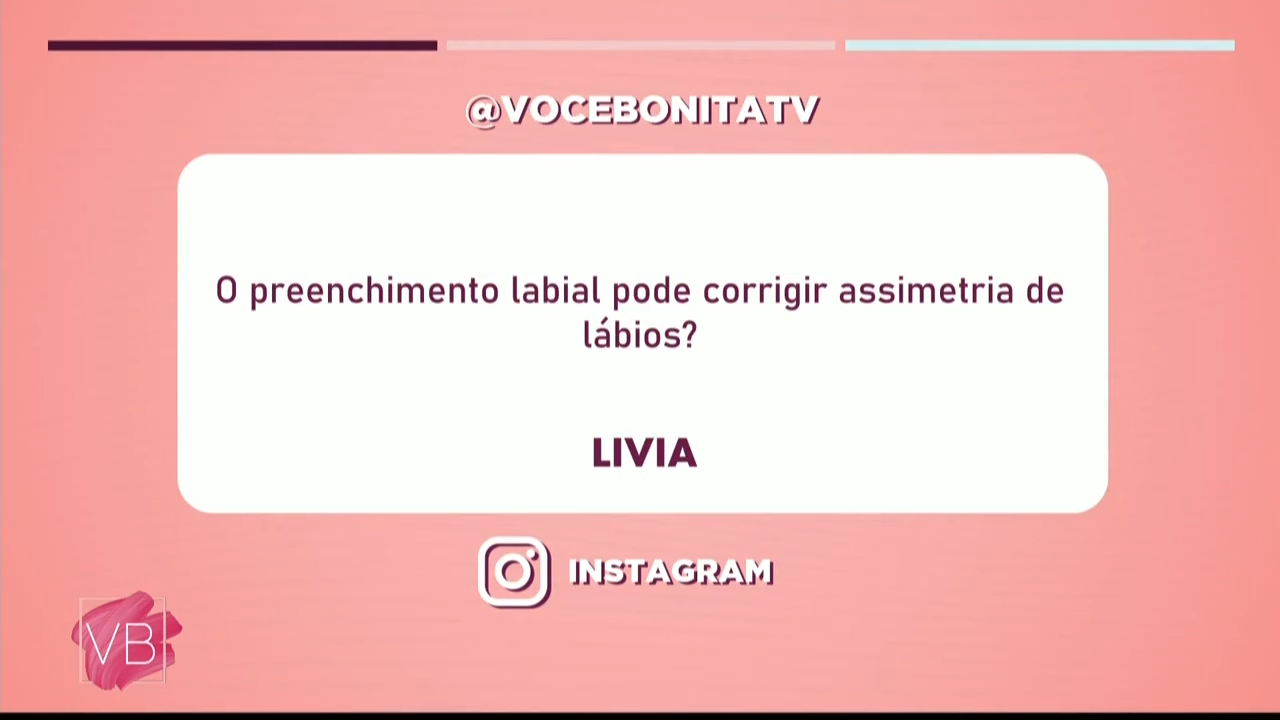 @VOCEBONITATV
O preenchimento labial pode corrigir assimetria de
lábios?
LIVIA
INSTAGRAM
VB